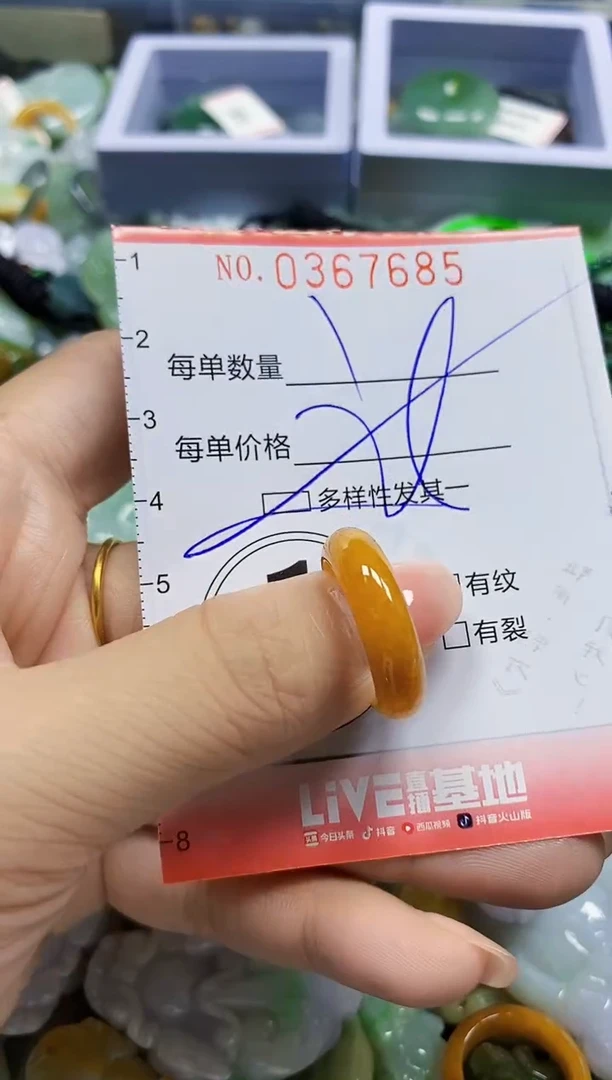 1
NO.0367685
2
每单数量
3
每单价格
4
多样性发其一
5
1
有纹
有裂
LiVE直播基地
今日头条 抖音 西瓜视频 抖音火山版
8